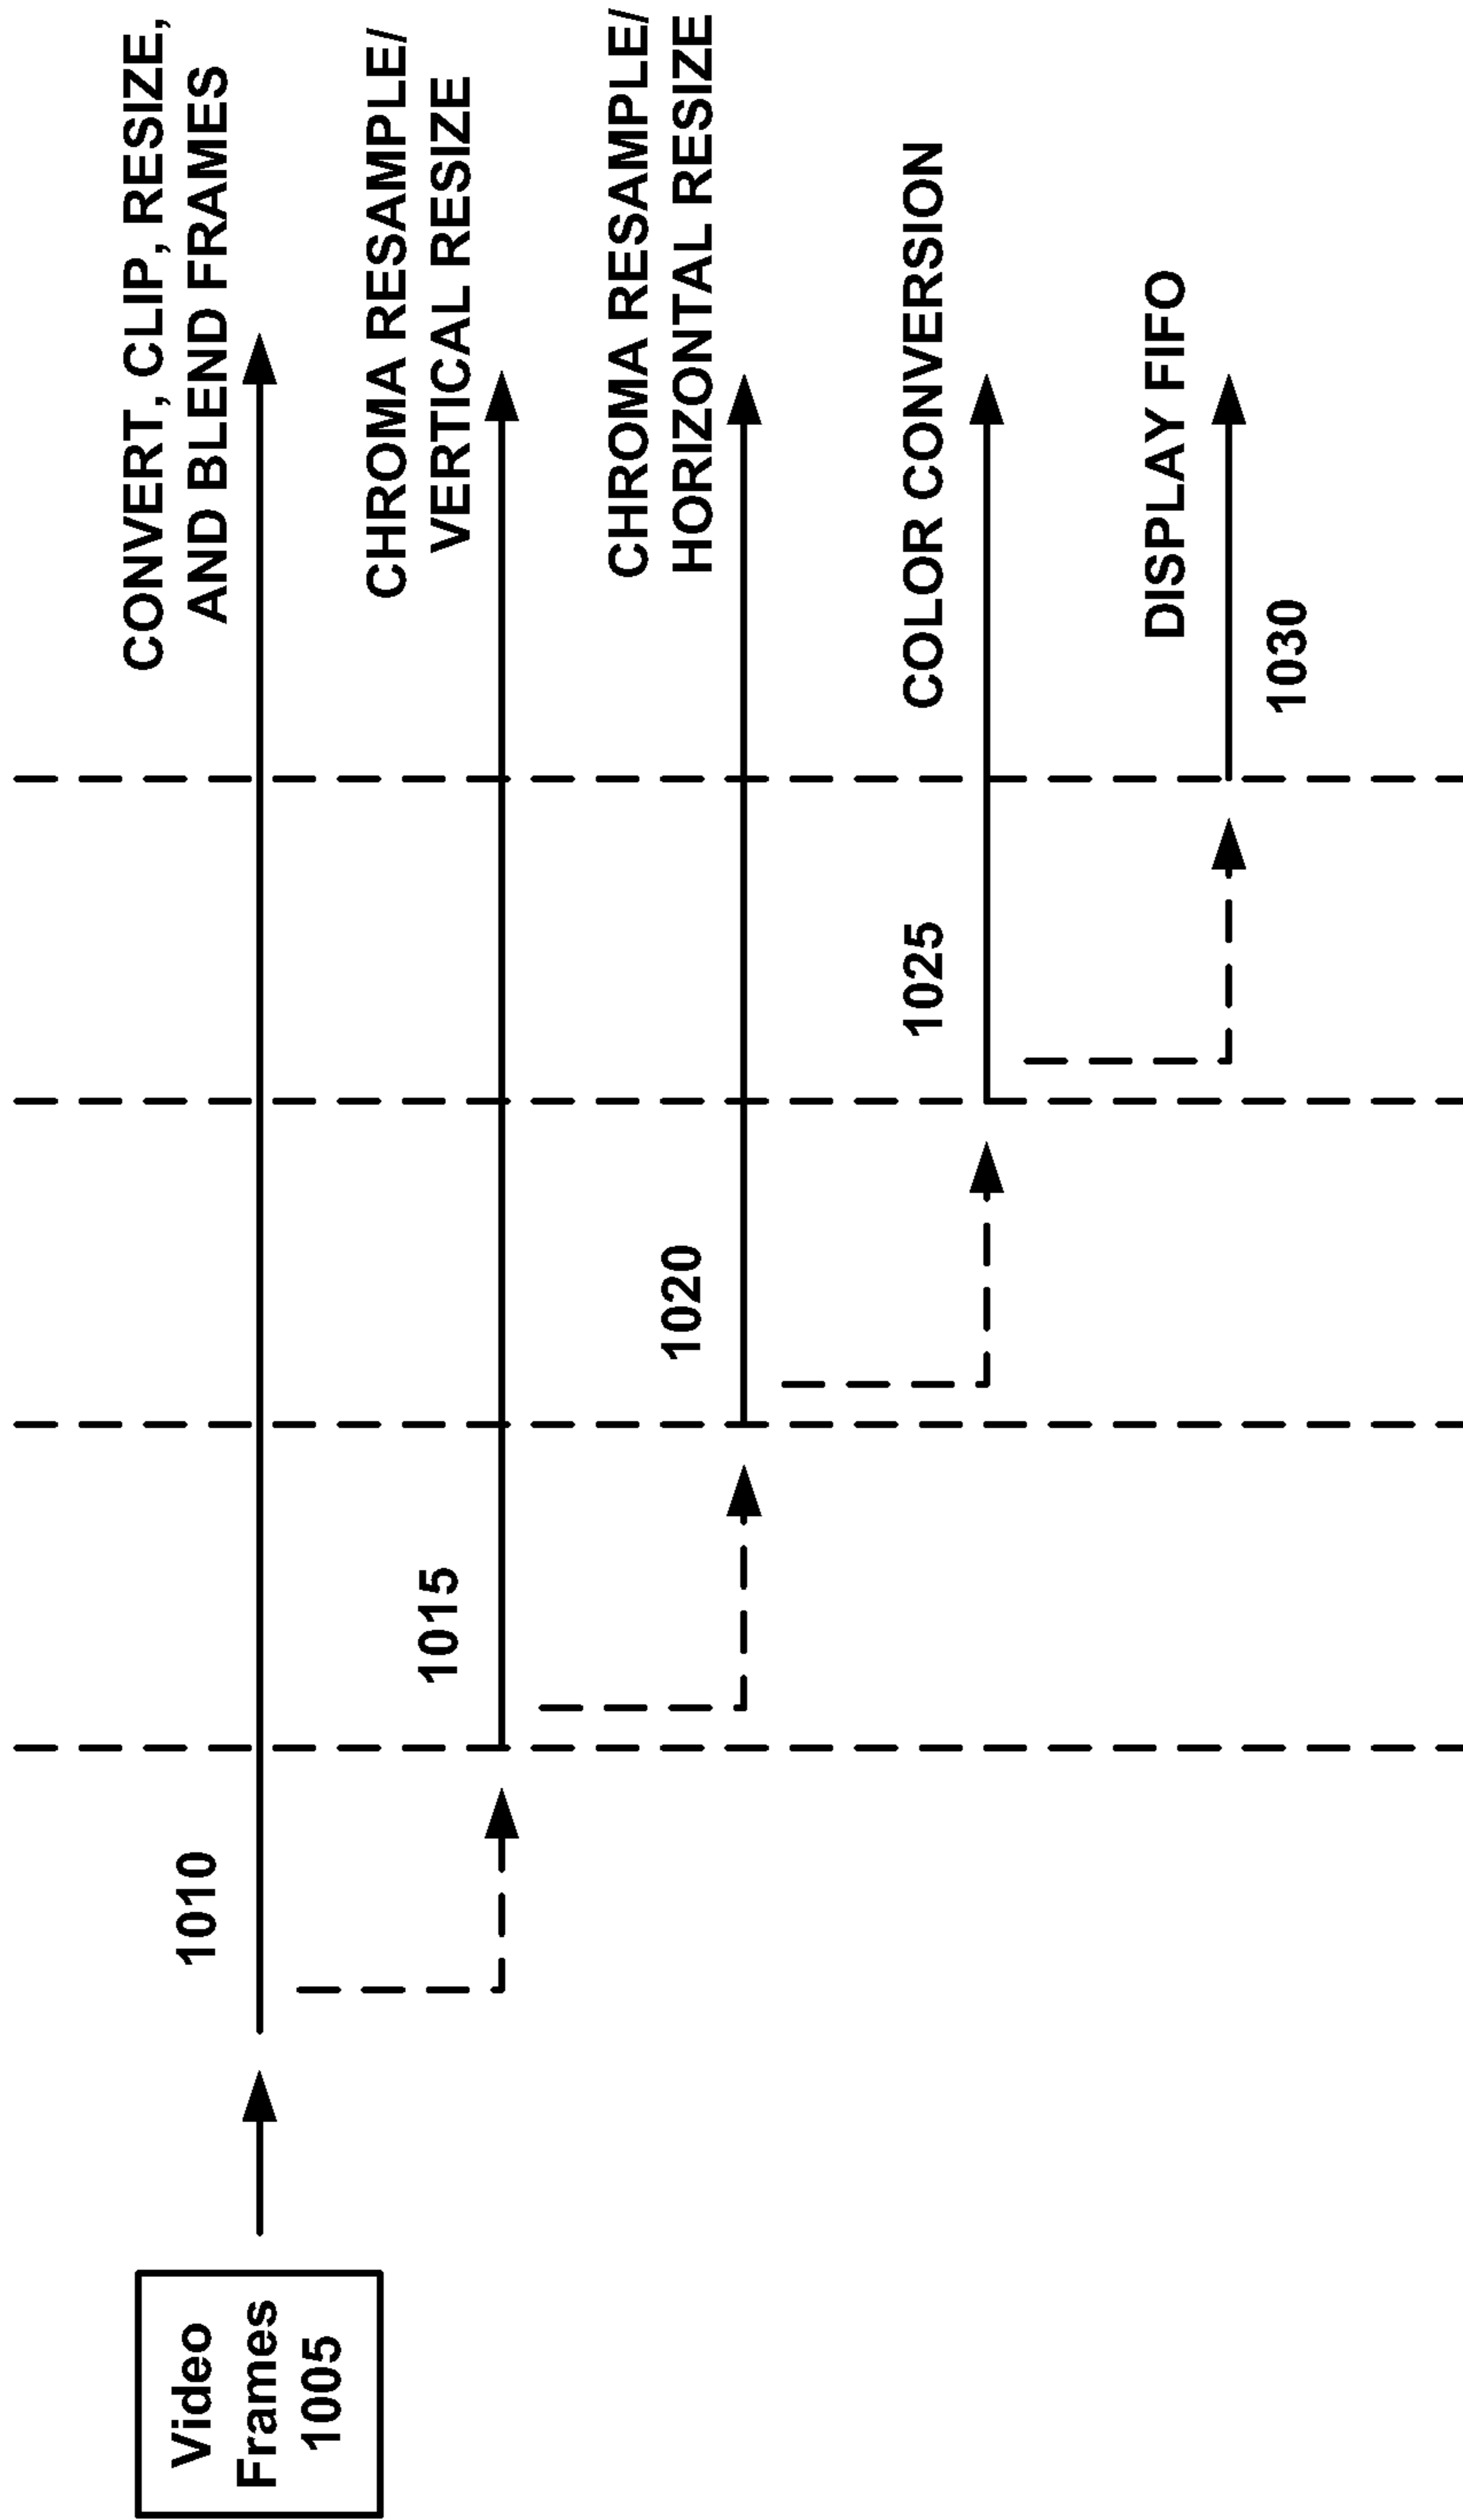 Video
Frames
1005
1010
CONVERT, CLIP, RESIZE,
AND BLEND FRAMES
1015
CHROMA RESAMPLE/
VERTICAL RESIZE
1020
CHROMA RESAMPLE/
HORIZONTAL RESIZE
1025
COLOR CONVERSION
DISPLAY FIFO
1030